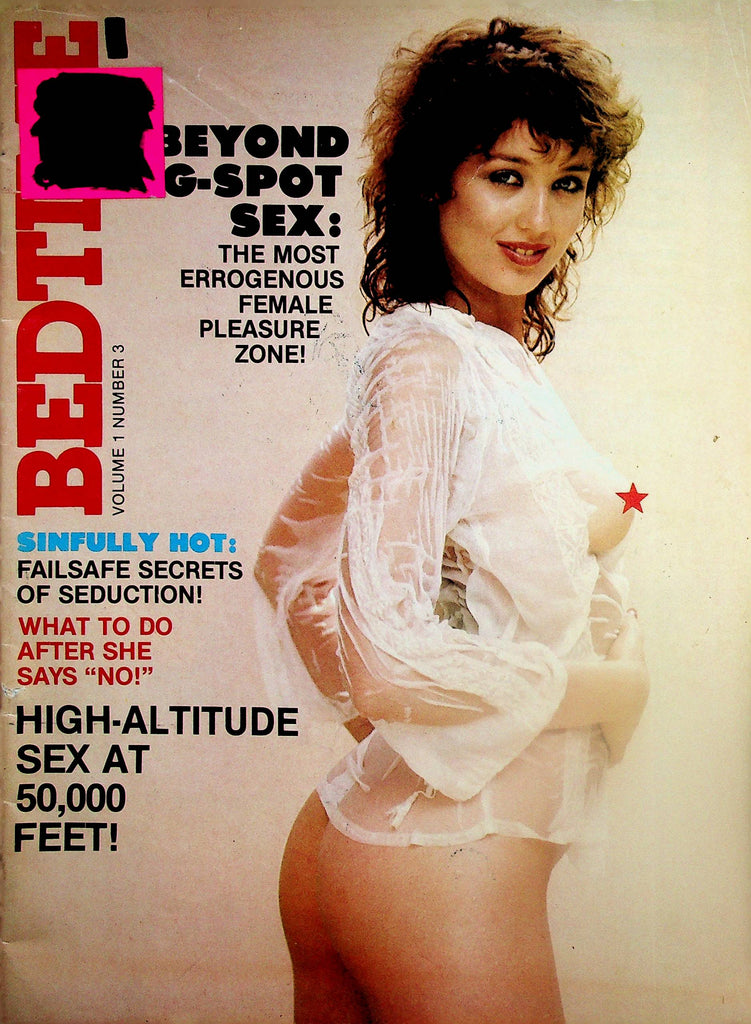 BEYOND
G-SPOT
SEX:
THE MOST
ERROGENOUS
FEMALE
PLEASURE
ZONE!
VOLUME 1 NUMBER 3
SINFULLY HOT:
FAILSAFE SECRETS
OF SEDUCTION!
WHAT TO DO
AFTER SHE
SAYS “NO!”
HIGH-ALTITUDE
SEX AT
50,000
FEET!